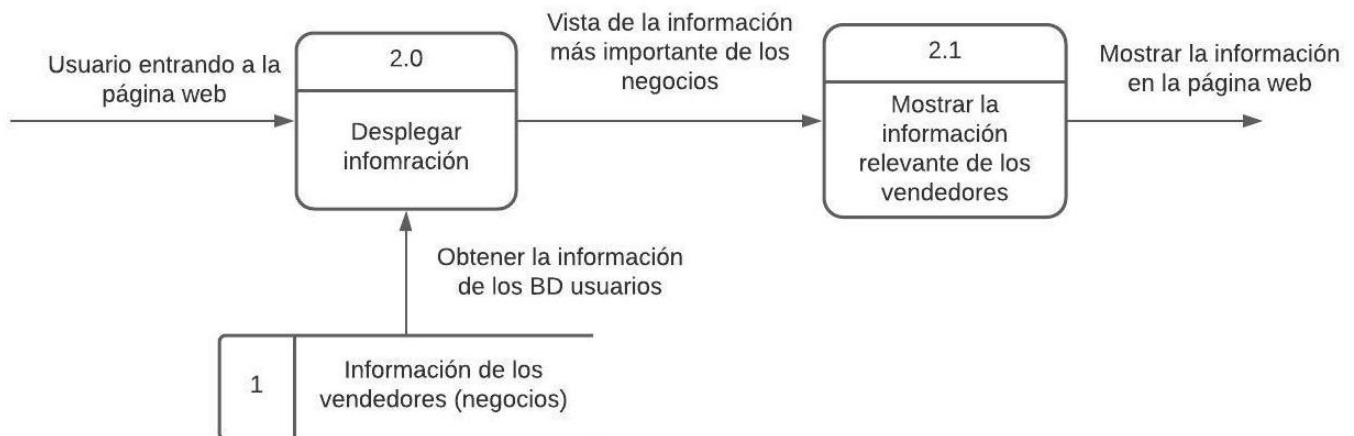 Usuario entrando a la
página web
2.0
Desplegar
infomración
Vista de la información
más importante de los
negocios
2.1
Mostrar la
información
relevante de los
vendedores
Mostrar la información
en la página web
Obtener la información
de los BD usuarios
1
Información de los
vendedores (negocios)